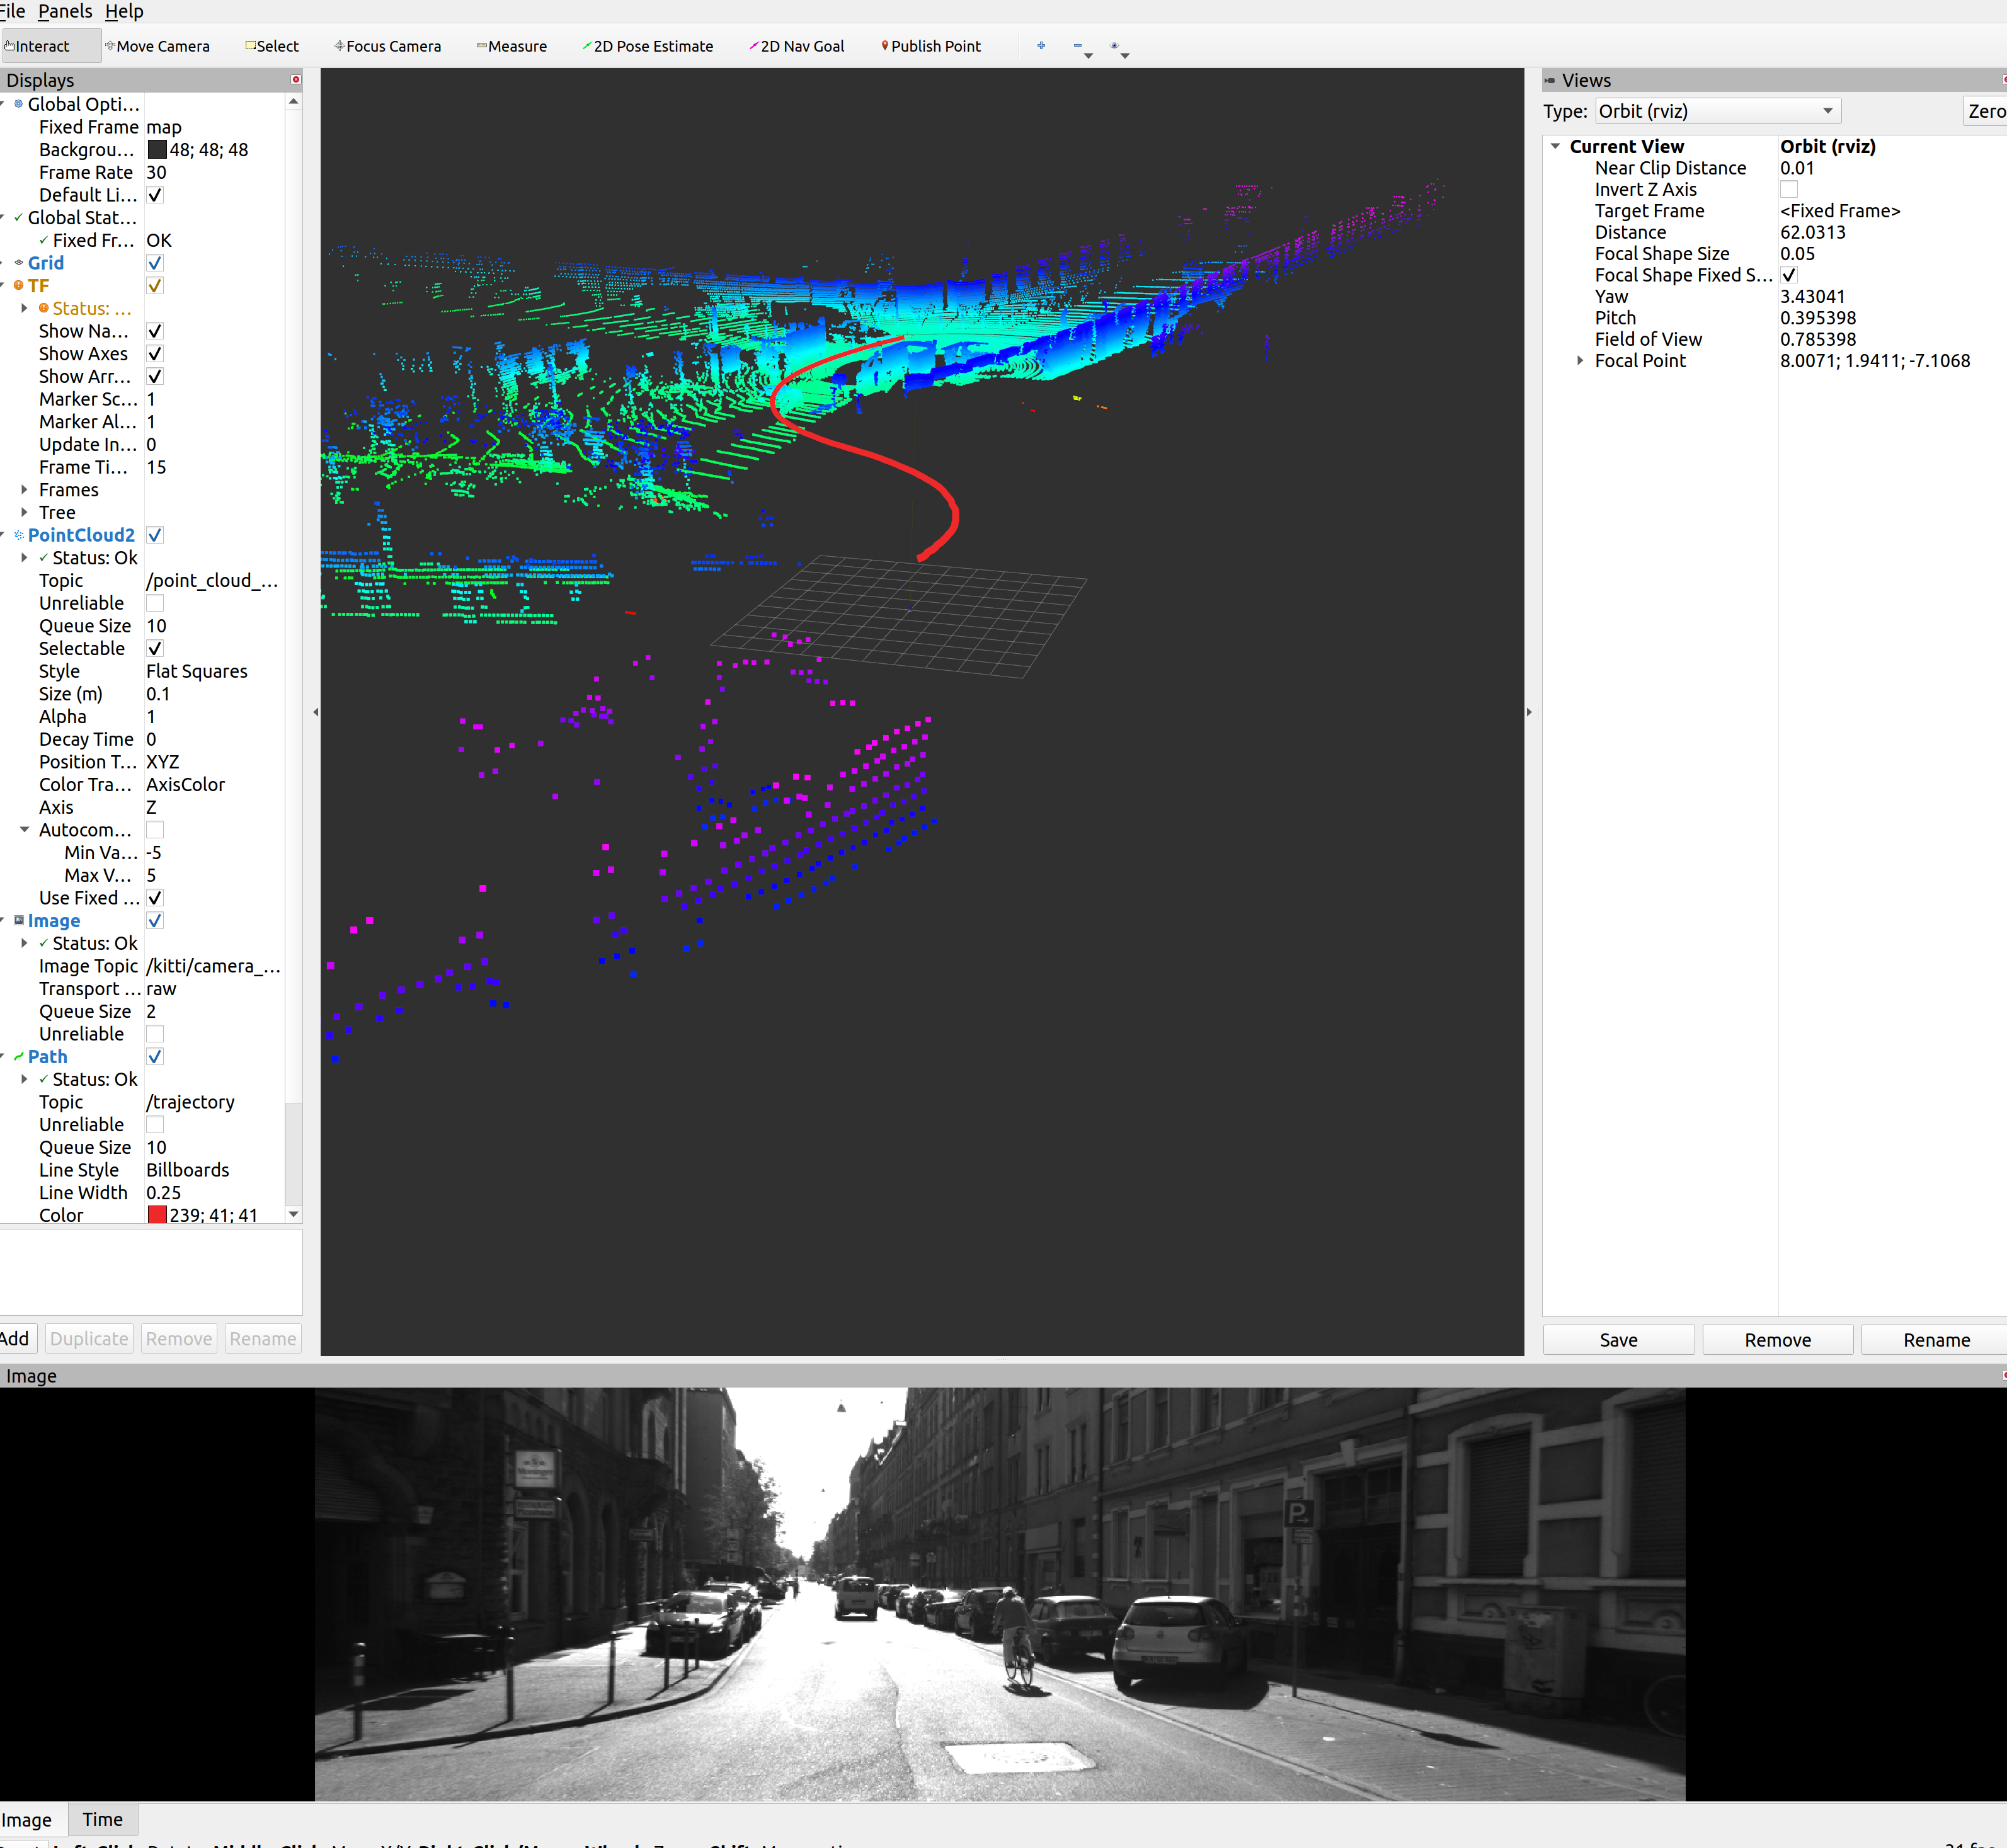 File Panels Help
Interact Move Camera Select Focus Camera Measure 2D Pose Estimate 2D Nav Goal Publish Point
Displays
Global Opti...
Fixed Frame map
Backgrou... 48; 48; 48
Frame Rate 30
Default Li...
Global Stat...
Fixed Fr... OK
Grid
TF
Status: ...
Show Na...
Show Axes
Show Arr...
Marker Sc... 1
Marker Al... 1
Update In... 0
Frame Ti... 15
Frames
Tree
PointCloud2
Status: Ok
Topic /point_cloud_...
Unreliable
Queue Size 10
Selectable
Style Flat Squares
Size (m) 0.1
Alpha 1
Decay Time 0
Position T... XYZ
Color Tra... AxisColor
Axis Z
Autocom...
Min Va... -5
Max V... 5
Use Fixed ...
Image
Status: Ok
Image Topic /kitti/camera_...
Transport ... raw
Queue Size 2
Unreliable
Path
Status: Ok
Topic /trajectory
Unreliable
Queue Size 10
Line Style Billboards
Line Width 0.25
Color 239; 41; 41
Add Duplicate Remove Rename
Views
Type: Orbit (rviz) Zero
Current View Orbit (rviz)
Near Clip Distance 0.01
Invert Z Axis
Target Frame <Fixed Frame>
Distance 62.0313
Focal Shape Size 0.05
Focal Shape Fixed S...
Yaw 3.43041
Pitch 0.395398
Field of View 0.785398
Focal Point 8.0071; 1.9411; -7.1068
Save Remove Rename
Image
Moninger
P
Image Time